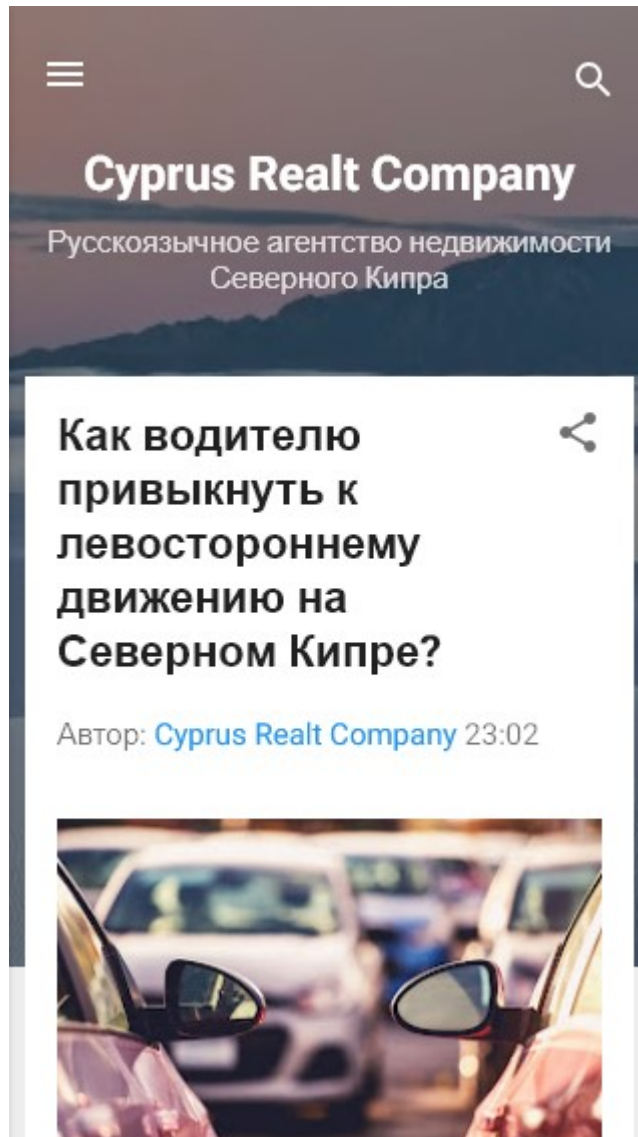 Cyprus Realt Company
Русскоязычное агентство недвижимости
Северного Кипра
Как водителю
привыкнуть к
левостороннему
движению на
Северном Кипре?
Автор: Cyprus Realt Company 23:02